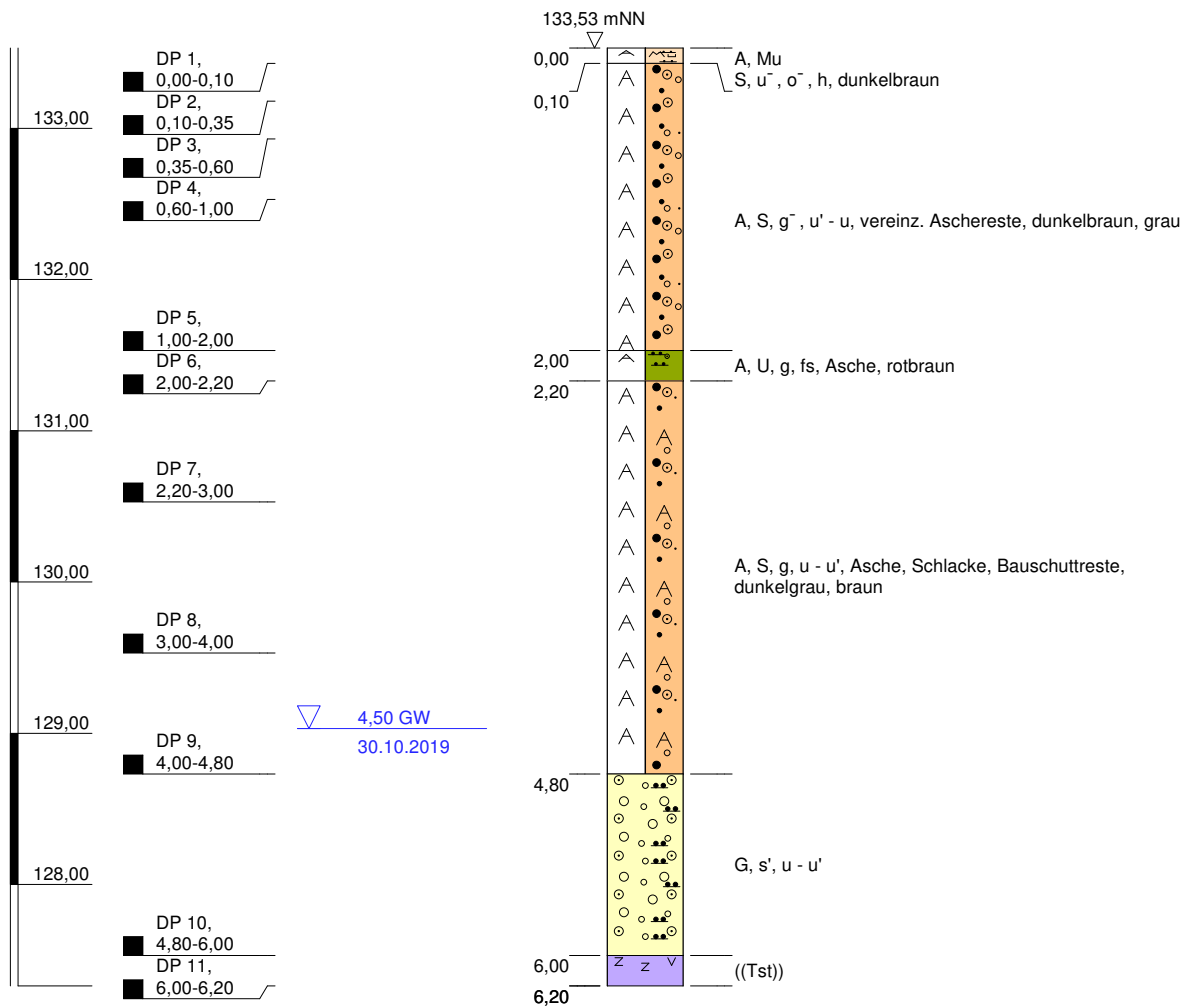 133,53 mNN
DP 1,
0,00-0,10
DP 2,
0,10-0,35
DP 3,
0,35-0,60
DP 4,
0,60-1,00
DP 5,
1,00-2,00
DP 6,
2,00-2,20
DP 7,
2,20-3,00
DP 8,
3,00-4,00
DP 9,
4,00-4,80
DP 10,
4,80-6,00
DP 11,
6,00-6,20
133,00
132,00
131,00
130,00
129,00
128,00
4,50 GW
30.10.2019
0,00
0,10
2,00
2,20
4,80
6,00
6,20
A, Mu
S, uˉ, oˉ, h, dunkelbraun
A, S, gˉ, u' - u, vereinz. Aschereste, dunkelbraun, grau
A, U, g, fs, Asche, rotbraun
A, S, g, u - u', Asche, Schlacke, Bauschuttreste,
dunkelgrau, braun
G, s', u - u'
((Tst))